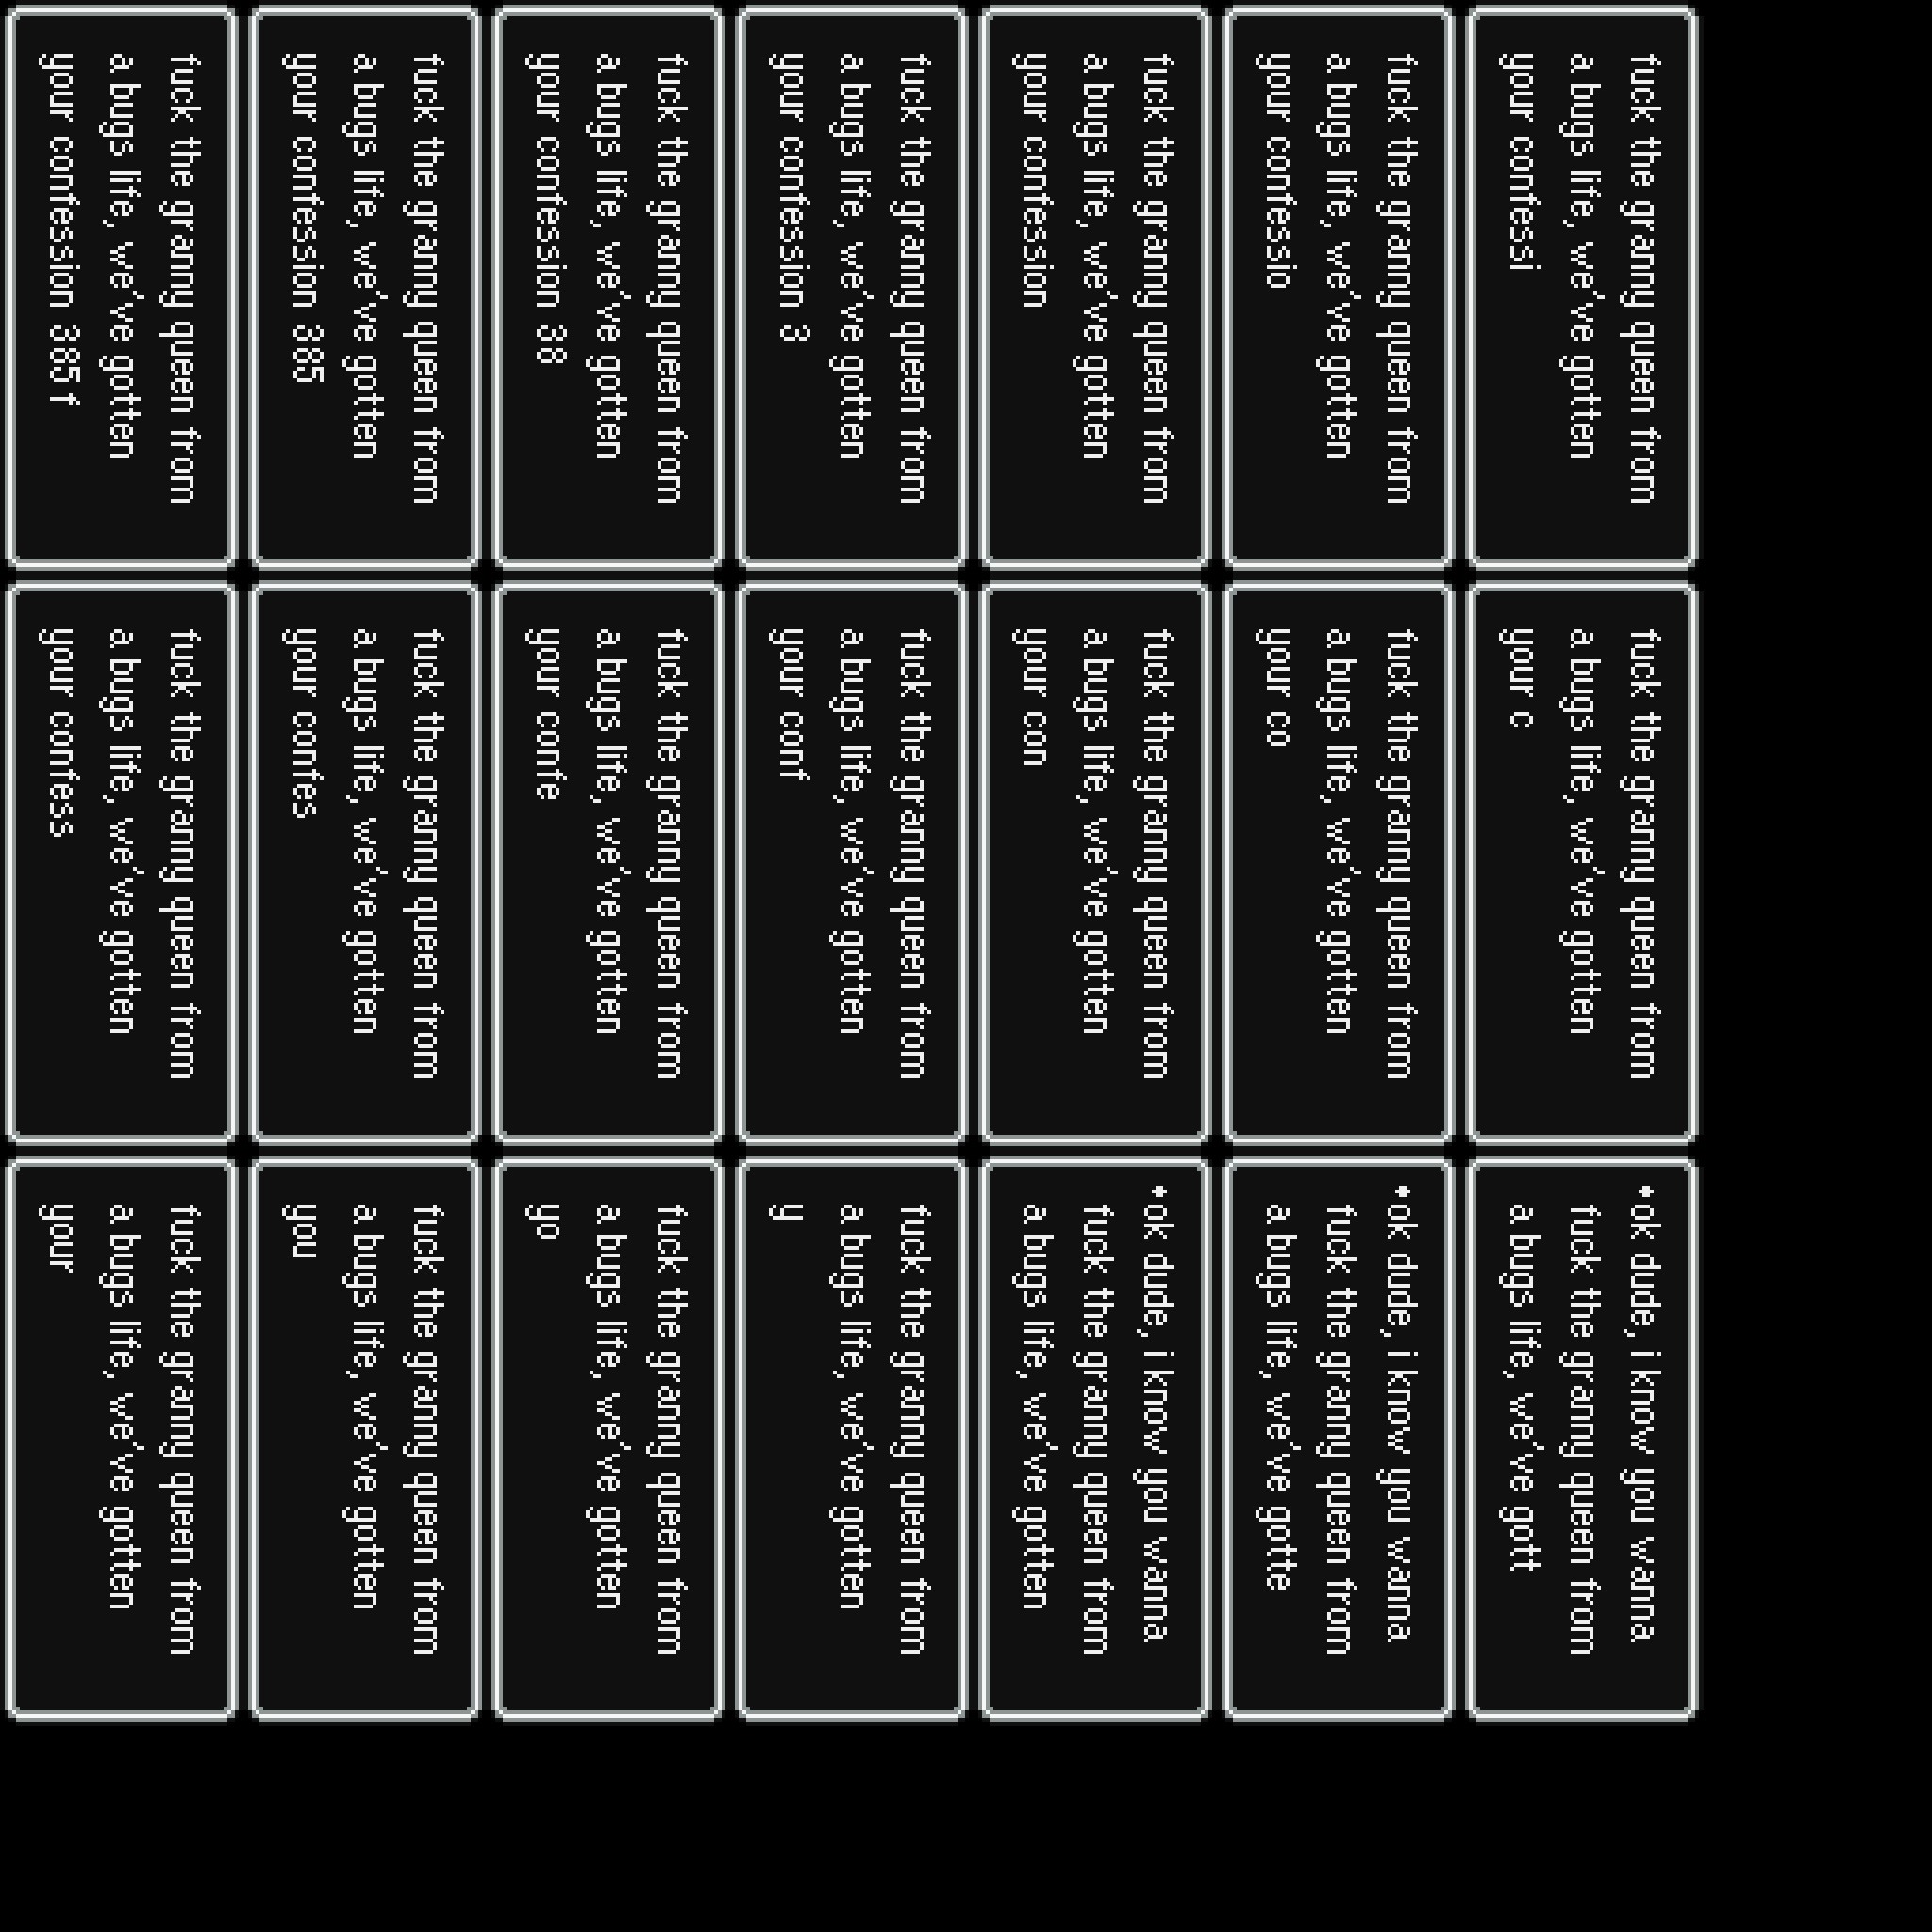 fuck the granny queen from
a bugs life, we've gotten
your confession 385 f
fuck the granny queen from
a bugs life, we've gotten
your confession 385
fuck the granny queen from
a bugs life, we've gotten
your confession 38
fuck the granny queen from
a bugs life, we've gotten
your confession 3
fuck the granny queen from
a bugs life, we've gotten
your confession
fuck the granny queen from
a bugs life, we've gotten
your confessio
fuck the granny queen from
a bugs life, we've gotten
your confessi
fuck the granny queen from
a bugs life, we've gotten
your confess
fuck the granny queen from
a bugs life, we've gotten
your confes
fuck the granny queen from
a bugs life, we've gotten
your confe
fuck the granny queen from
a bugs life, we've gotten
your conf
fuck the granny queen from
a bugs life, we've gotten
your con
fuck the granny queen from
a bugs life, we've gotten
your co
fuck the granny queen from
a bugs life, we've gotten
your c
fuck the granny queen from
a bugs life, we've gotten
your
fuck the granny queen from
a bugs life, we've gotten
you
fuck the granny queen from
a bugs life, we've gotten
yo
fuck the granny queen from
a bugs life, we've gotten
y
*ok dude, i know you wanna
fuck the granny queen from
a bugs life, we've gotten
*ok dude, i know you wanna
fuck the granny queen from
a bugs life, we've gotte
*ok dude, i know you wanna
fuck the granny queen from
a bugs life, we've gott